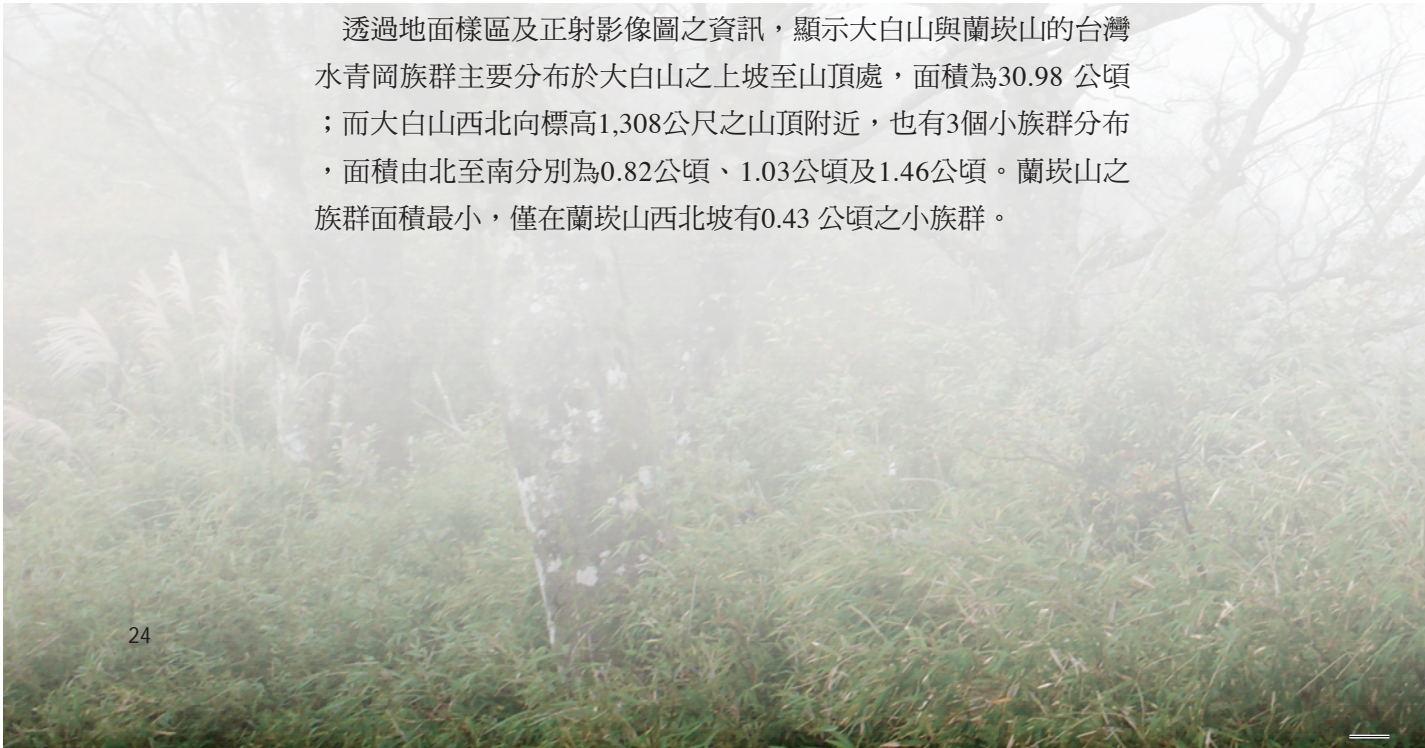 透過地面樣區及正射影像圖之資訊，顯示大白山與蘭崁山的台灣
水青岡族群主要分布於大白山之上坡至山頂處，面積為30.98 公頃
；而大白山西北向標高1,308公尺之山頂附近，也有3個小族群分布
，面積由北至南分別為0.82公頃、1.03公頃及1.46公頃。蘭崁山之
族群面積最小，僅在蘭崁山西北坡有0.43 公頃之小族群。
24